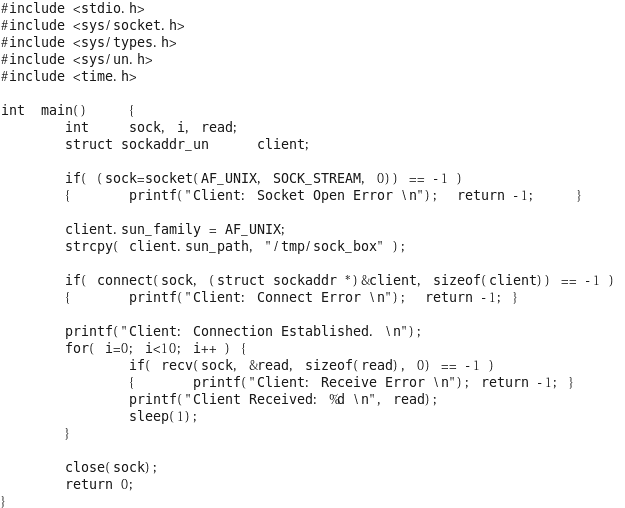 #include <stdio.h>
#include <sys/socket.h>
#include <sys/types.h>
#include <sys/un.h>
#include <time.h>

int  main()     {
        int     sock, i, read;
        struct sockaddr_un      client;

        if( (sock=socket(AF_UNIX, SOCK_STREAM, 0)) == -1 )
        {       printf("Client: Socket Open Error \n");  return -1;     }

        client.sun_family = AF_UNIX;
        strcpy( client.sun_path, "/tmp/sock_box" );

        if( connect(sock, (struct sockaddr *)&client, sizeof(client)) == -1 )
        {       printf("Client: Connect Error \n");  return -1; }

        printf("Client: Connection Established. \n");
        for( i=0; i<10; i++ ) {
                if( recv(sock, &read, sizeof(read), 0) == -1 )
                {       printf("Client: Receive Error \n"); return -1; }
                printf("Client Received: %d \n", read);
                sleep(1);
        }

        close(sock);
        return 0;
}